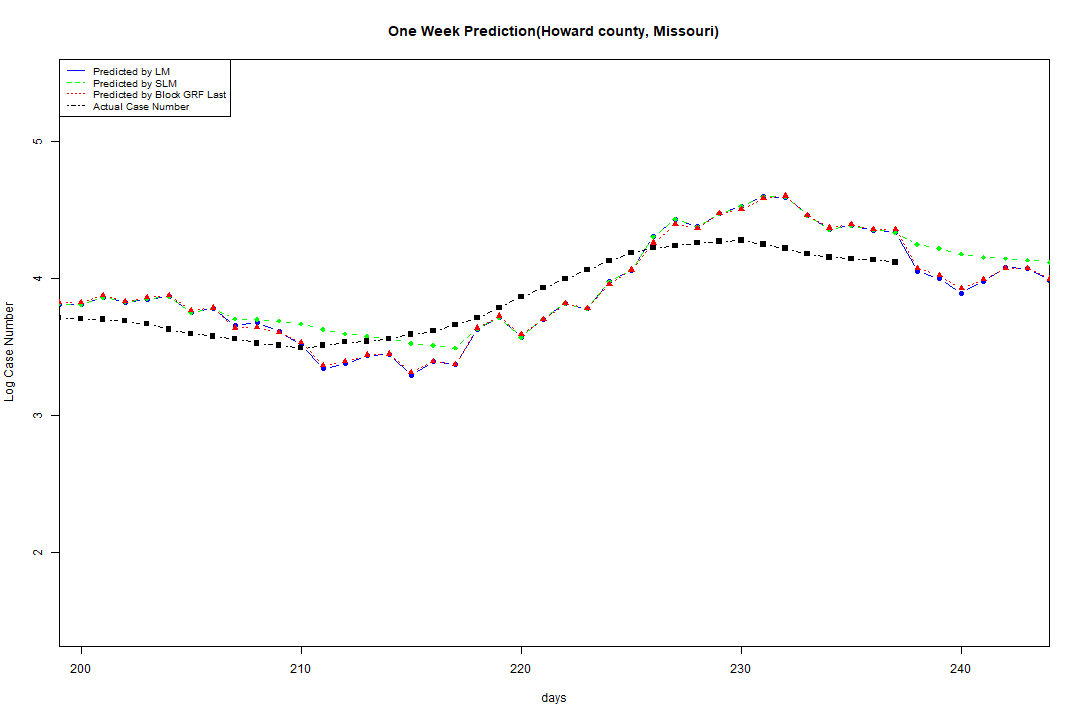 One Week Prediction(Howard county, Missouri)
Predicted by LM
Predicted by SLM
Predicted by Block GRF Last
Actual Case Number
5
4
3
2
Log Case Number
200 210 220 230 240
days